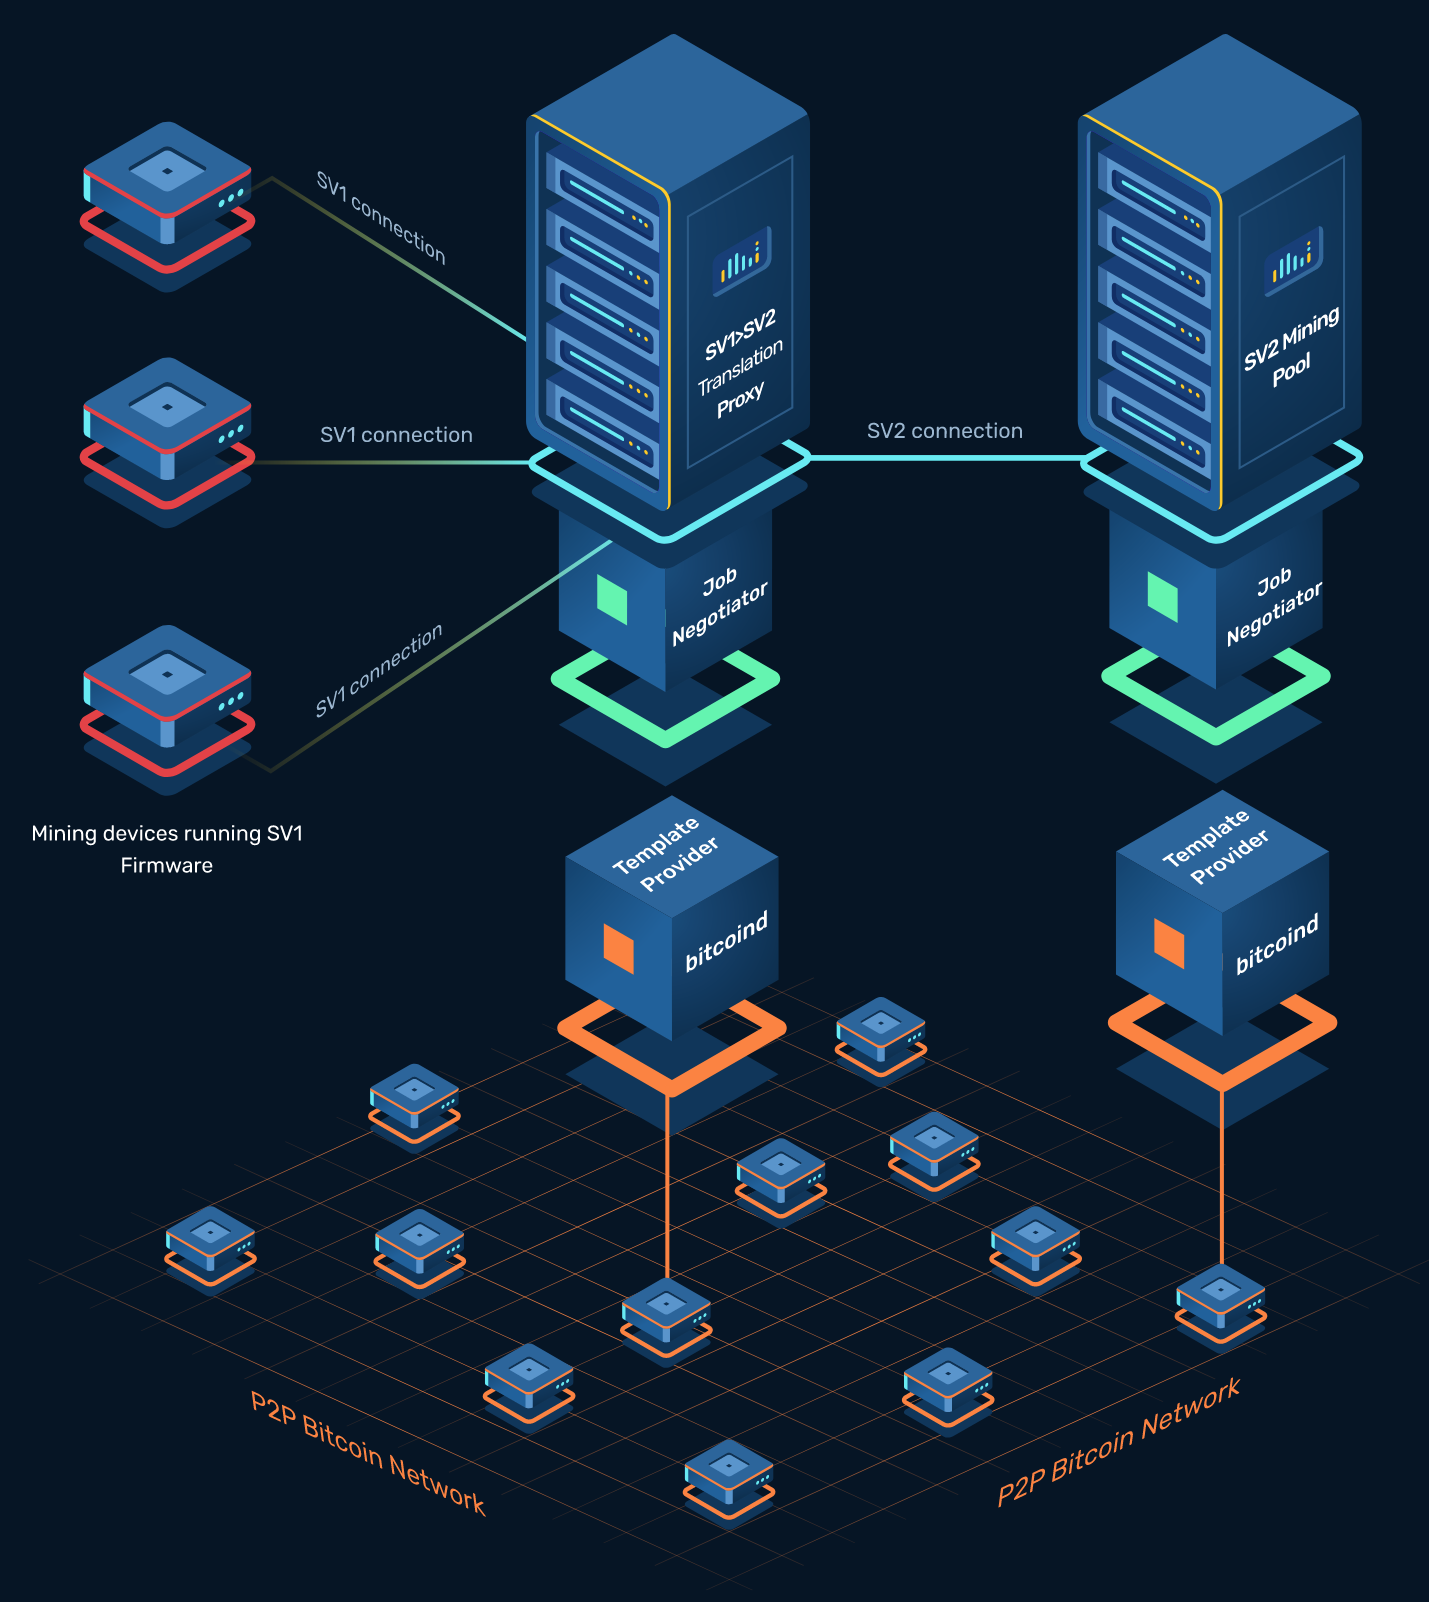 SV1 connection
SV1>SV2
Translation
Proxy
SV2 Mining
Pool
SV1 connection
SV2 connection
Job
Negotiator
Job
Negotiator
SV1 connection
Mining devices running SV1
Firmware
Template
Provider
bitcoind
Template
Provider
bitcoind
P2P Bitcoin Network
P2P Bitcoin Network